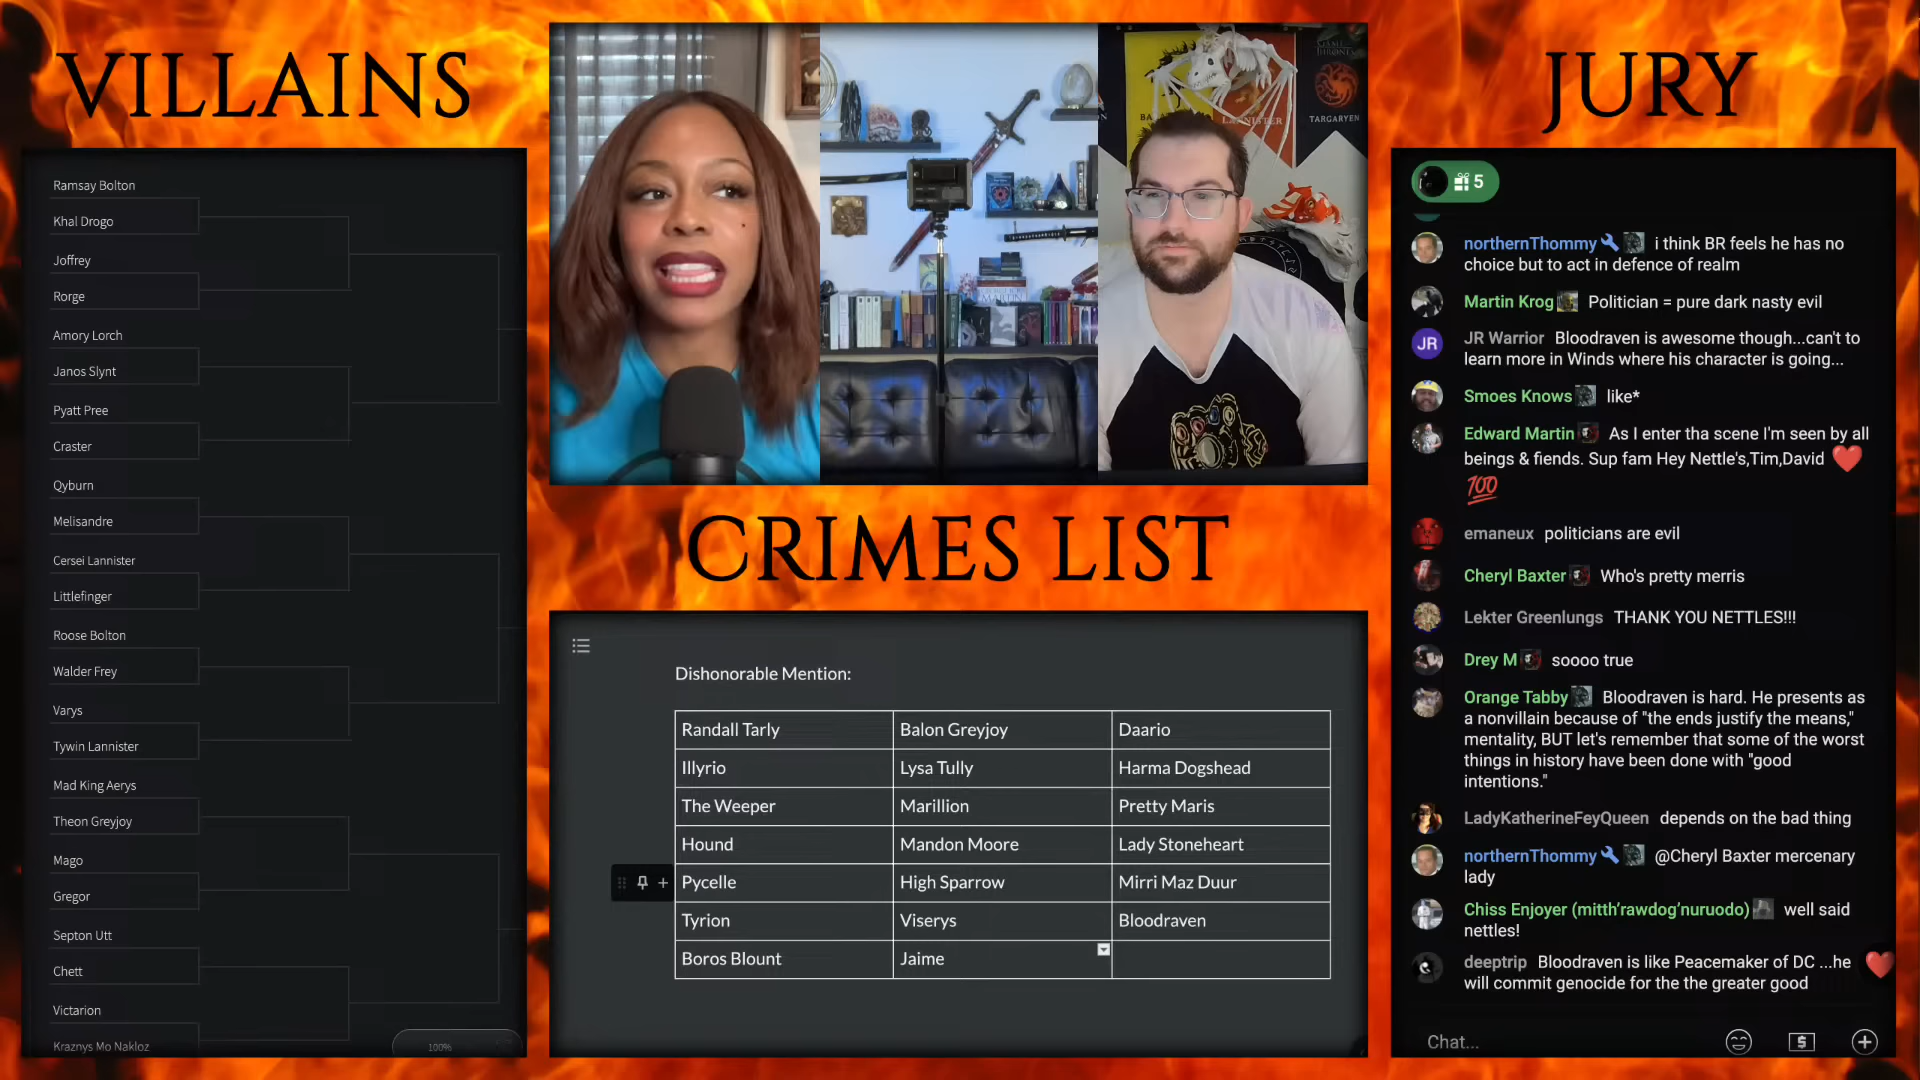 VILLAINS
Ramsay Bolton
Khal Drogo
Joffrey
Rorge
Amory Lorch
Janos Slynt
Pyatt Pree
Craster
Qyburn
Melisandre
Cersei Lannister
Littlefinger
Roose Bolton
Walder Frey
Varys
Tywin Lannister
Mad King Aerys
Theon Greyjoy
Mago
Gregor
Septon Utt
Chett
Victarion
Kraznys Mo Nakloz
100%
LANNISTER
TARGARYEN
CRIMES LIST
Dishonorable Mention:
Randall Tarly Balon Greyjoy Daario
Illyrio Lysa Tully Harma Dogshead
The Weeper Marillion Pretty Maris
Hound Mandon Moore Lady Stoneheart
Pycelle High Sparrow Mirri Maz Duur
Tyrion Viserys Bloodraven
Boros Blount Jaime
JURY
5
northernThommy i think BR feels he has no
choice but to act in defence of realm
Martin Krog Politician = pure dark nasty evil
JR
JR Warrior Bloodraven is awesome though...can't to
learn more in Winds where his character is going...
Smoes Knows like*
Edward Martin As I enter tha scene I'm seen by all
beings & fiends. Sup fam Hey Nettle's,Tim,David ❤️
💯
emaneux politicians are evil
Cheryl Baxter Who's pretty merris
Lekter Greenlungs THANK YOU NETTLES!!!
Drey M soooo true
Orange Tabby Bloodraven is hard. He presents as
a nonvillain because of "the ends justify the means,"
mentality, BUT let's remember that some of the worst
things in history have been done with "good
intentions."
LadyKatherineFeyQueen depends on the bad thing
northernThommy @Cheryl Baxter mercenary
lady
Chiss Enjoyer (mitth'rawdog'nuruodo) well said
nettles!
deeptrip Bloodraven is like Peacemaker of DC ...he
will commit genocide for the the greater good
Chat...